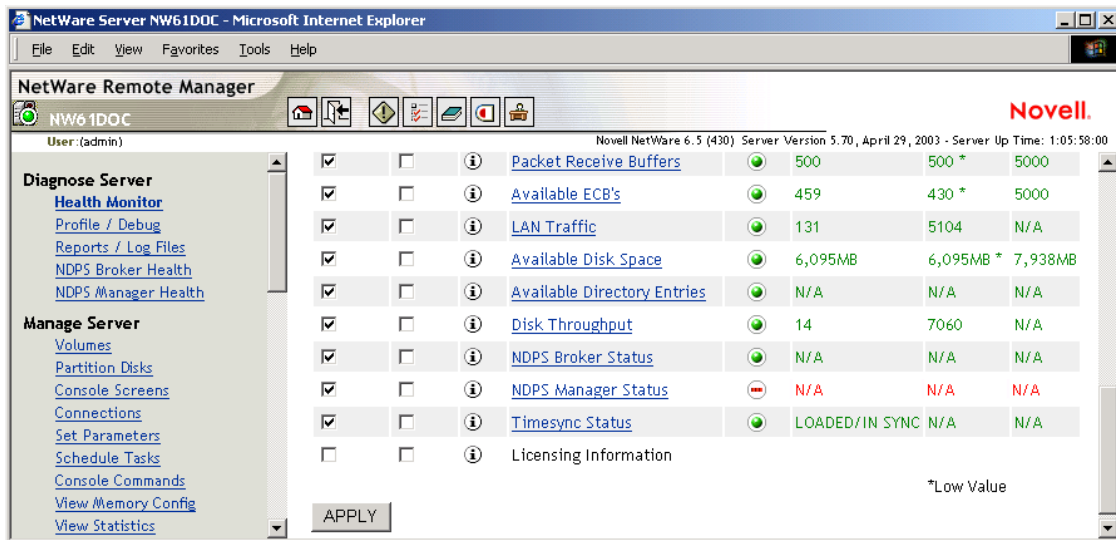 NetWare Server NW61DOC - Microsoft Internet Explorer
File Edit View Favorites Tools Help
NetWare Remote Manager
NW61DOC
Novell.
User:(admin)
Novell NetWare 6.5 (430) Server Version 5.70, April 29, 2003 - Server Up Time: 1:05:58:00
Diagnose Server
Health Monitor
Profile / Debug
Reports / Log Files
NDPS Broker Health
NDPS Manager Health
Manage Server
Volumes
Partition Disks
Console Screens
Connections
Set Parameters
Schedule Tasks
Console Commands
View Memory Config
View Statistics
Packet Receive Buffers 500 500 * 5000
Available ECB's 459 430 * 5000
LAN Traffic 131 5104 N/A
Available Disk Space 6,095MB 6,095MB * 7,938MB
Available Directory Entries N/A N/A N/A
Disk Throughput 14 7060 N/A
NDPS Broker Status N/A N/A N/A
NDPS Manager Status N/A N/A N/A
Timesync Status LOADED/IN SYNC N/A N/A
Licensing Information
*Low Value
APPLY